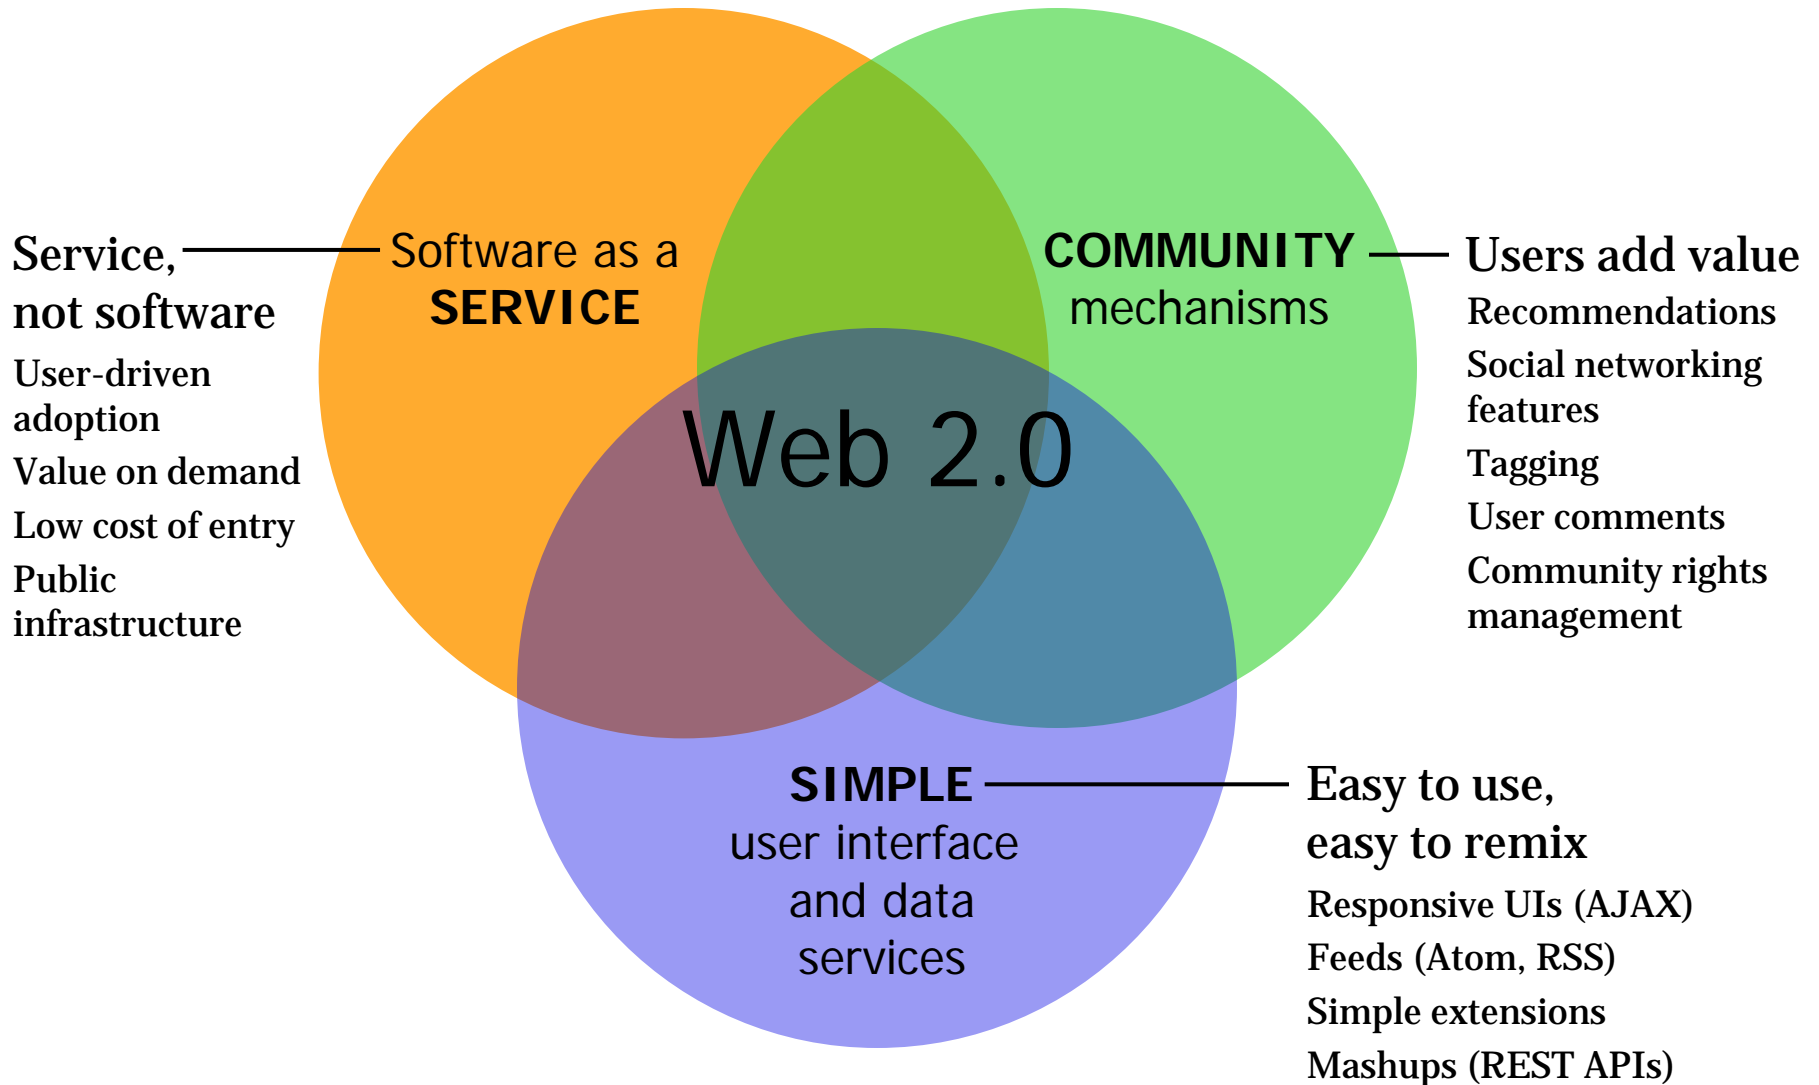 Service,
not software
User-driven
adoption
Value on demand
Low cost of entry
Public
infrastructure
Software as a
SERVICE
COMMUNITY
mechanisms
Users add value
Recommendations
Social networking
features
Tagging
User comments
Community rights
management
Web 2.0
SIMPLE
user interface
and data
services
Easy to use,
easy to remix
Responsive UIs (AJAX)
Feeds (Atom, RSS)
Simple extensions
Mashups (REST APIs)